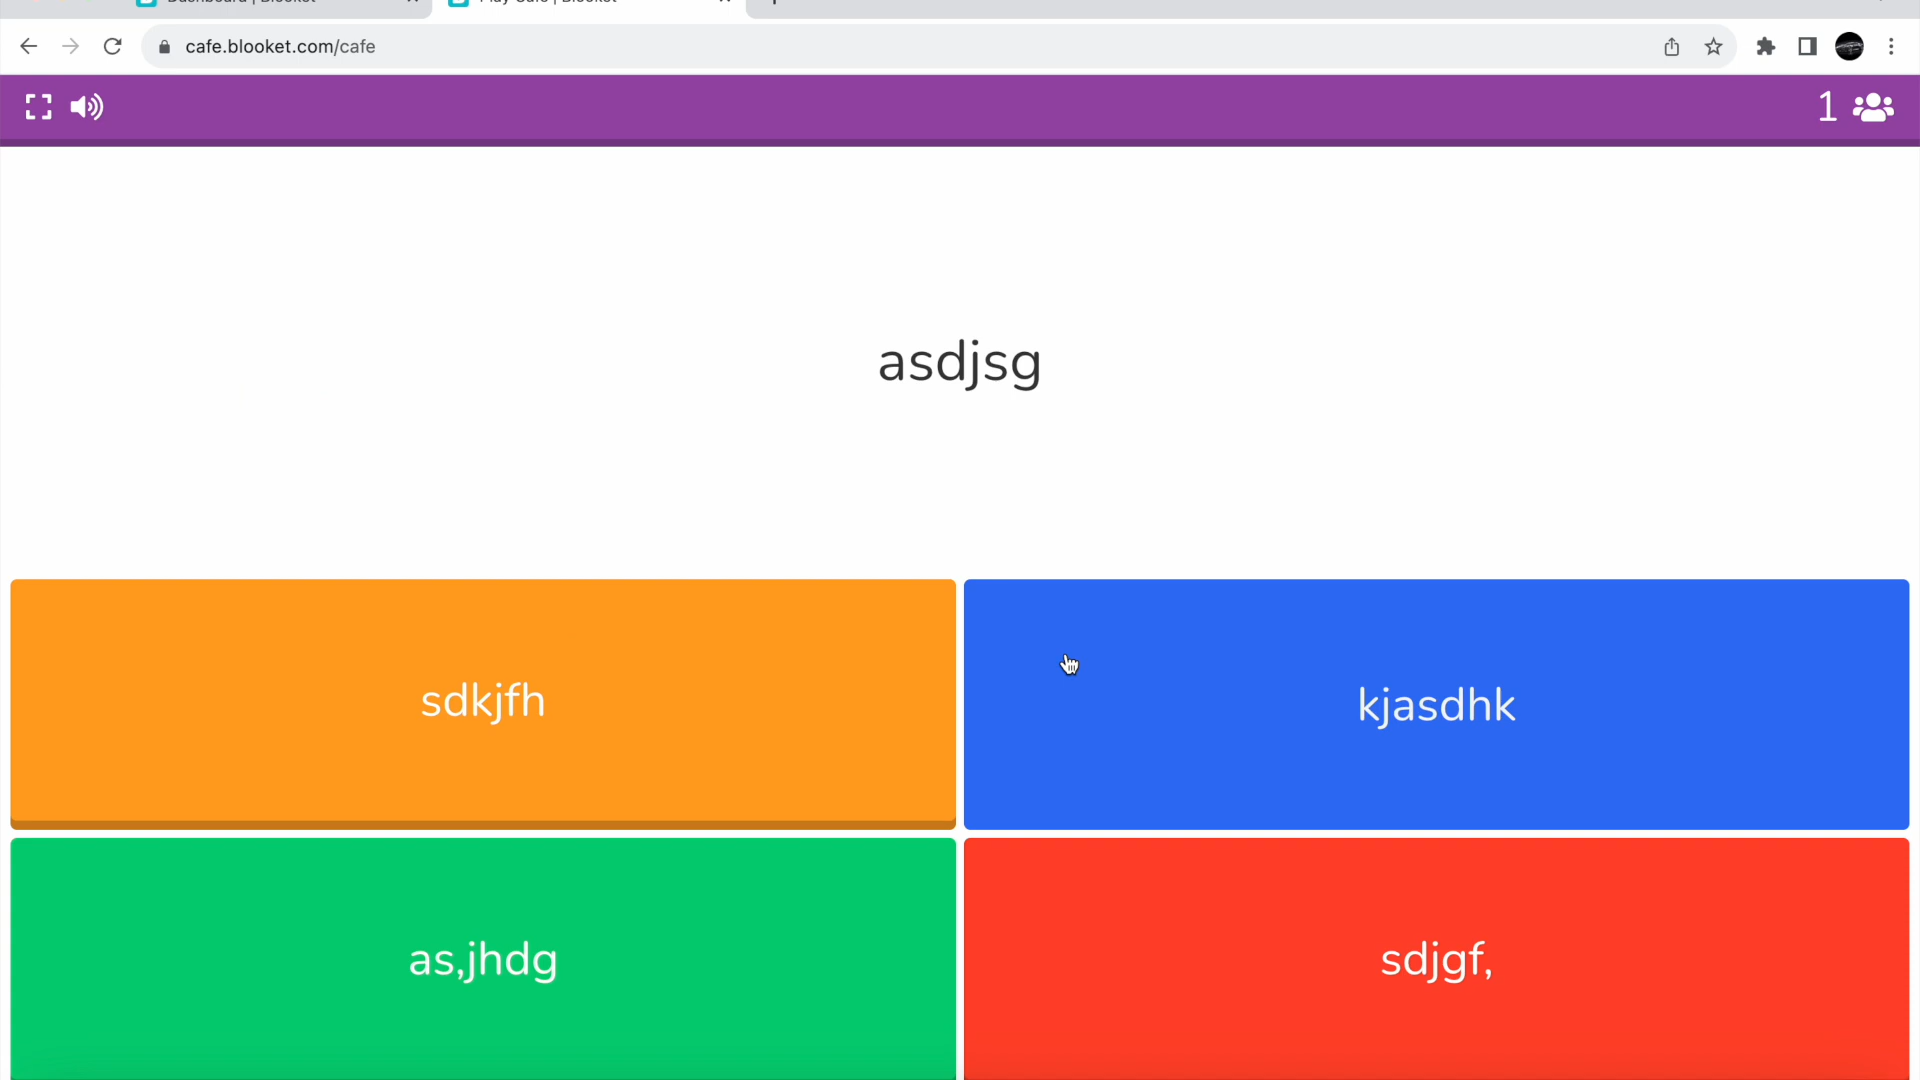 cafe.blooket.com/cafe
1
asdjsg
sdkjfh
kjasdhk
as,jhdg
sdjgf,